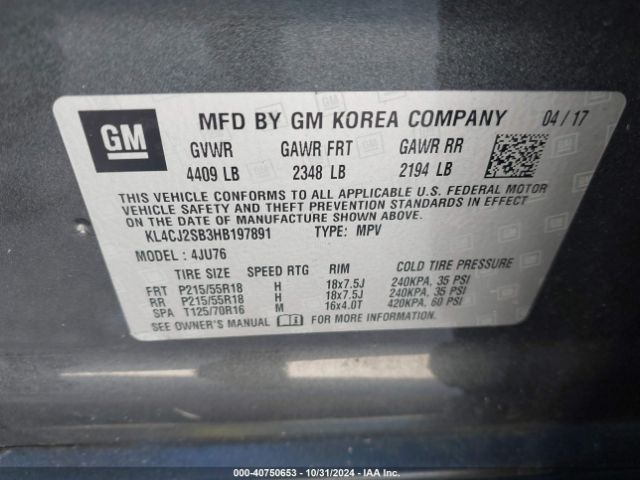 GM
MFD BY GM KOREA COMPANY 04 / 17
GVWR GAWR FRT GAWR RR
4409 LB 2348 LB 2194 LB
THIS VEHICLE CONFORMS TO ALL APPLICABLE U.S. FEDERAL MOTOR
VEHICLE SAFETY AND THEFT PREVENTION STANDARDS IN EFFECT
ON THE DATE OF MANUFACTURE SHOWN ABOVE.
KL4CJ2SB3HB197891 TYPE: MPV
MODEL : 4JU76
TIRE SIZE SPEED RTG RIM COLD TIRE PRESSURE
FRT P215/55R18 H 18x7.5J 240KPA, 35 PSI
RR P215/55R18 H 18x7.5J 240KPA, 35 PSI
SPA T125/70R16 M 16x4.0T 420KPA, 60 PSI
SEE OWNER'S MANUAL FOR MORE INFORMATION.
000-40750653 - 10/31/2024 - IAA Inc.